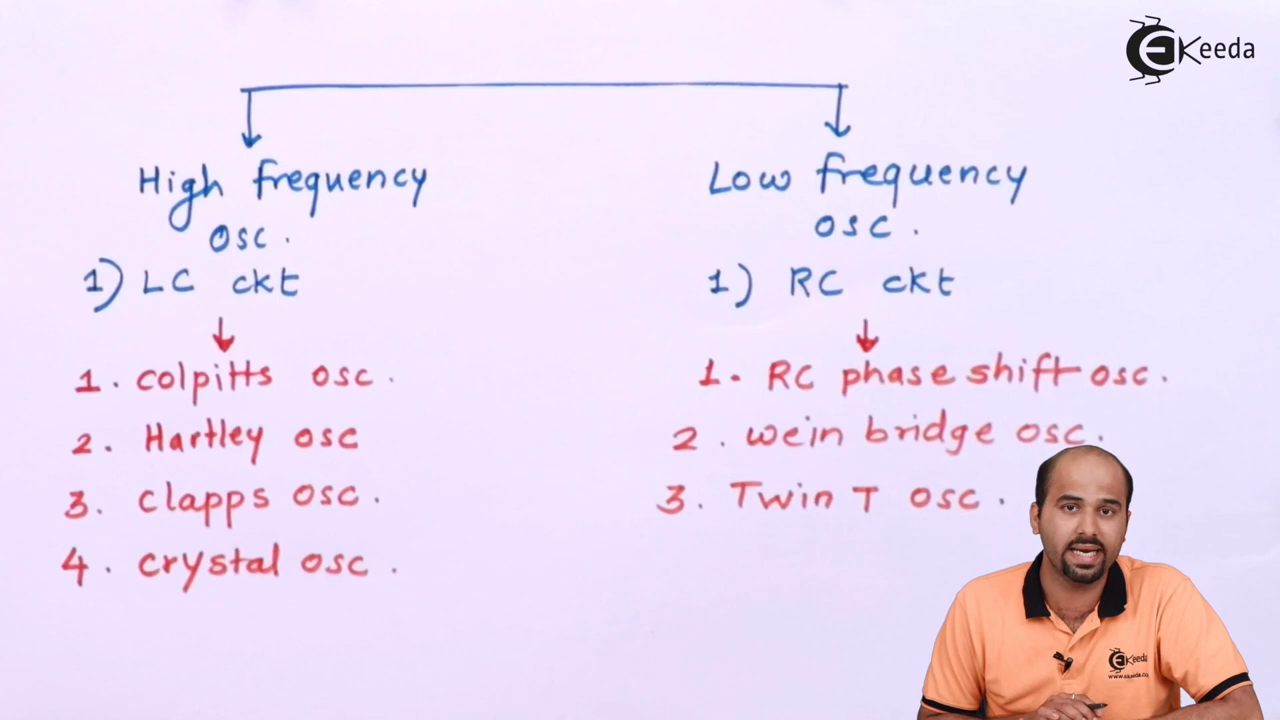 EKeeda
High frequency
osc.
1) LC ckt
1. colpitts osc.
2. Hartley osc
3. clapps osc.
4. crystal osc.
Low frequency
osc.
1) RC ckt
1. RC phase shift osc.
2. wein bridge osc.
3. Twin T osc.
EKeeda